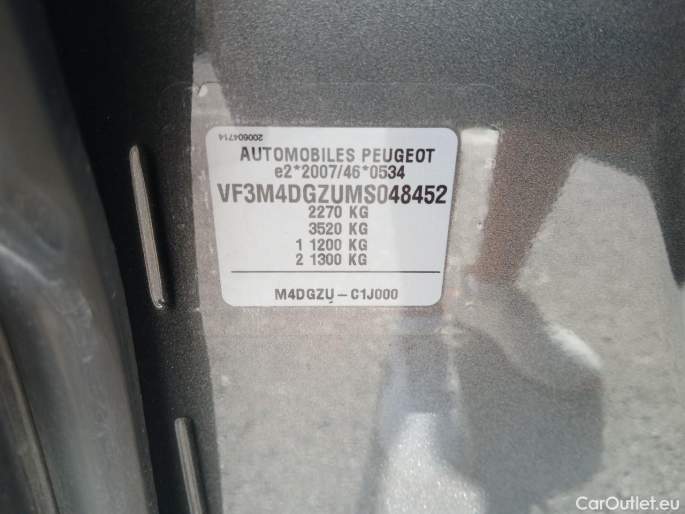 200604714
AUTOMOBILES PEUGEOT
e2*2007/46*0534
VF3M4DGZUMS048452
2270 KG
3520 KG
1 1200 KG
2 1300 KG
M4DGZU-C1J000
CarOutlet.eu